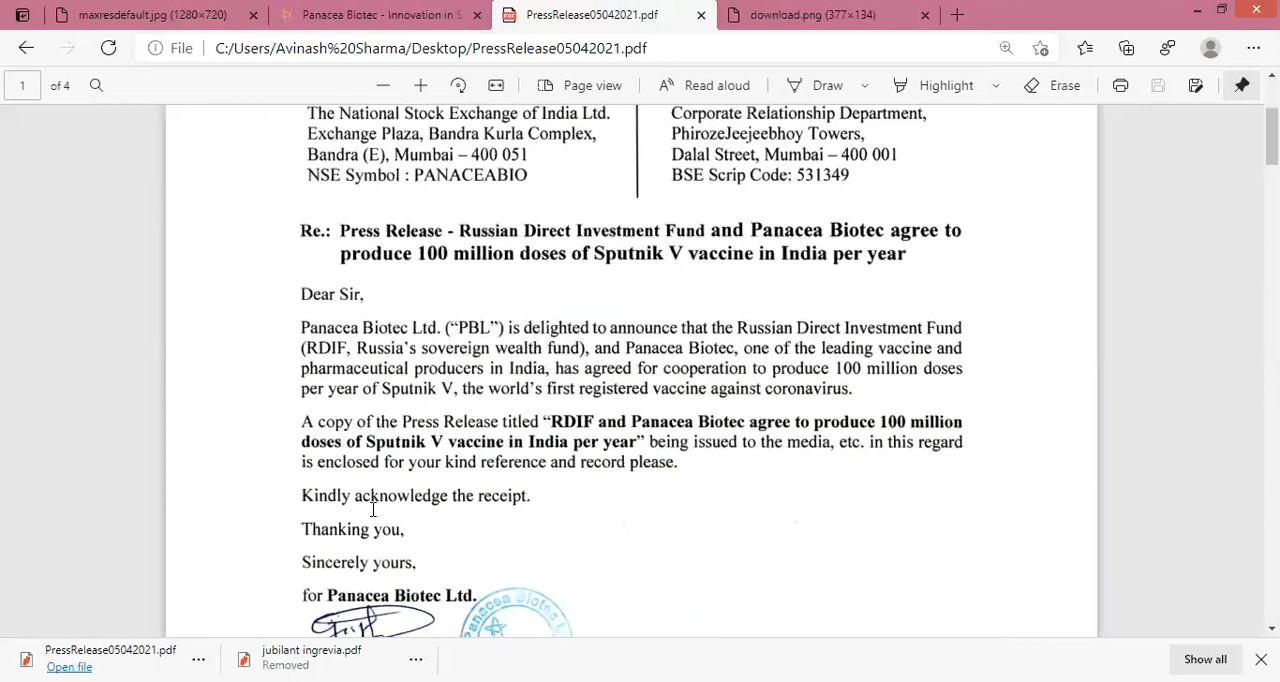 maxresdefault.jpg (1280×720)
Panacea Biotec - Innovation in S
PressRelease05042021.pdf
download.png (377×134)
File
C:/Users/Avinash%20Sharma/Desktop/PressRelease05042021.pdf
1 of 4
Page view
Read aloud
Draw
Highlight
Erase
The National Stock Exchange of India Ltd.
Exchange Plaza, Bandra Kurla Complex,
Bandra (E), Mumbai – 400 051
NSE Symbol : PANACEABIO
Corporate Relationship Department,
PhirozeJeejeebhoy Towers,
Dalal Street, Mumbai – 400 001
BSE Scrip Code: 531349
Re.: Press Release - Russian Direct Investment Fund and Panacea Biotec agree to
produce 100 million doses of Sputnik V vaccine in India per year
Dear Sir,
Panacea Biotec Ltd. (“PBL”) is delighted to announce that the Russian Direct Investment Fund
(RDIF, Russia’s sovereign wealth fund), and Panacea Biotec, one of the leading vaccine and
pharmaceutical producers in India, has agreed for cooperation to produce 100 million doses
per year of Sputnik V, the world’s first registered vaccine against coronavirus.
A copy of the Press Release titled “RDIF and Panacea Biotec agree to produce 100 million
doses of Sputnik V vaccine in India per year” being issued to the media, etc. in this regard
is enclosed for your kind reference and record please.
Kindly acknowledge the receipt.
Thanking you,
Sincerely yours,
for Panacea Biotec Ltd.
Panacea Biotec L
PressRelease05042021.pdf
Open file
jubilant ingrevia.pdf
Removed
Show all